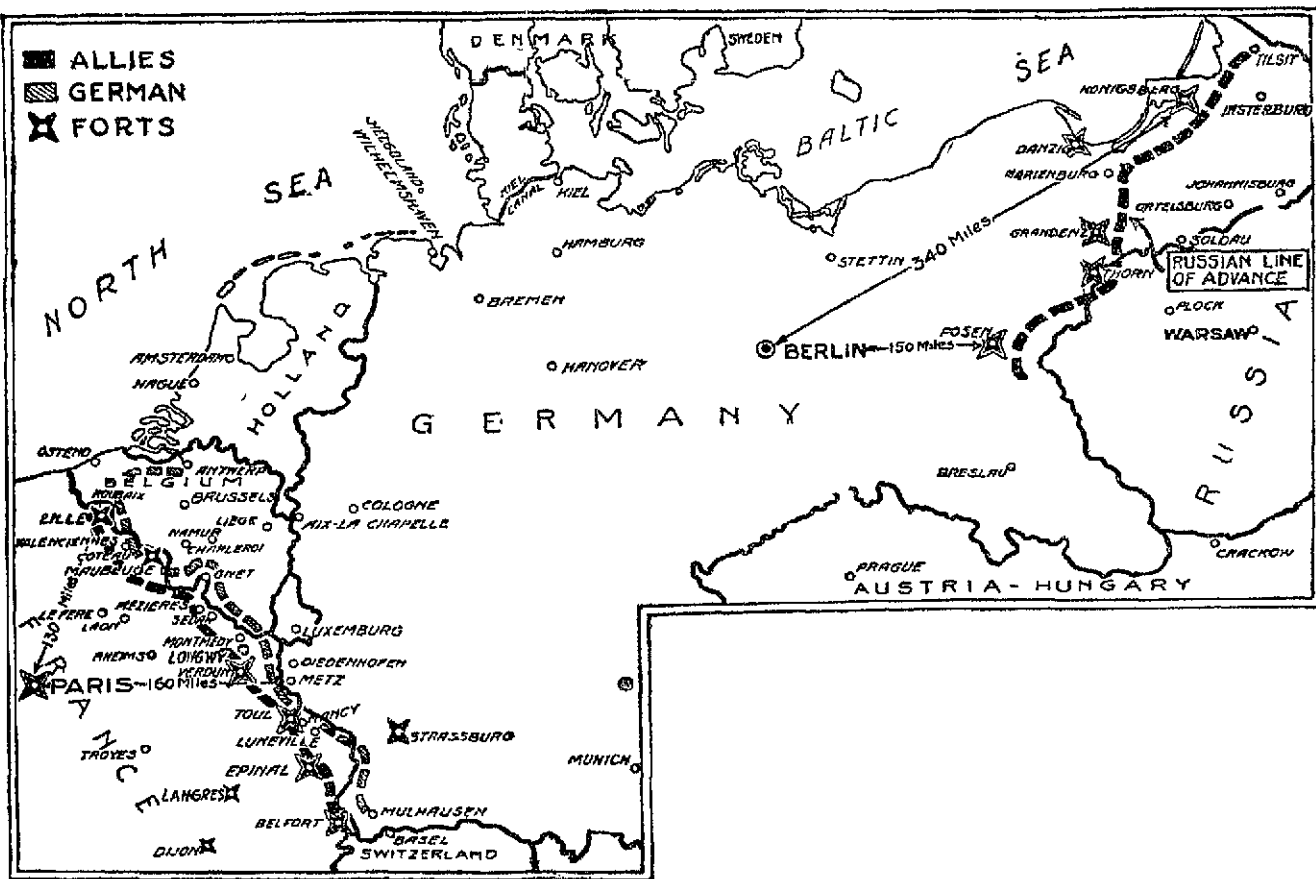 ALLIES
GERMAN
FORTS
DENMARK
SWEDEN
SEA
BALTIC
TILSIT
KONIGSBERG
INSTERBURG
DANZIG
MARIENBURG
JOHANNISBURG
ORTELSBURG
GRANDENZ
SOLDAU
THORN
RUSSIAN LINE
OF ADVANCE
PLOCK
WARSAW
RUSSIA
HELGOLAND
WILHELMSHAVEN
NORTH SEA
KIEL
CANAL
KIEL
HAMBURG
STETTIN
340 Miles
BREMEN
POSEN
BERLIN
150 Miles
HANOVER
AMSTERDAM
HAGUE
HOLLAND
GERMANY
OSTEND
ANTWERP
BELGIUM
BRESLAU
ROUBAIX
BRUSSELS
COLOGNE
LILLE
LIEGE
AIX-LA CHAPELLE
VALENCIENNES
NAMUR
CHARLEROI
COTEAU
MAUBEUGE
GIVET
CRACKOW
PRAGUE
AUSTRIA-HUNGARY
130 Miles
LE FERE
MEZIERES
SEDAN
LAON
LUXEMBURG
MONTMEDY
LONGWY
RHEIMS
DIEDENHOFEN
VERDUN
PARIS
160 Miles
METZ
FRANCE
TOUL
NANCY
LUNEVILLE
STRASSBURG
TROYES
EPINAL
MUNICH
LANGRES
MULHAUSEN
BELFORT
BASEL
DIJON
SWITZERLAND